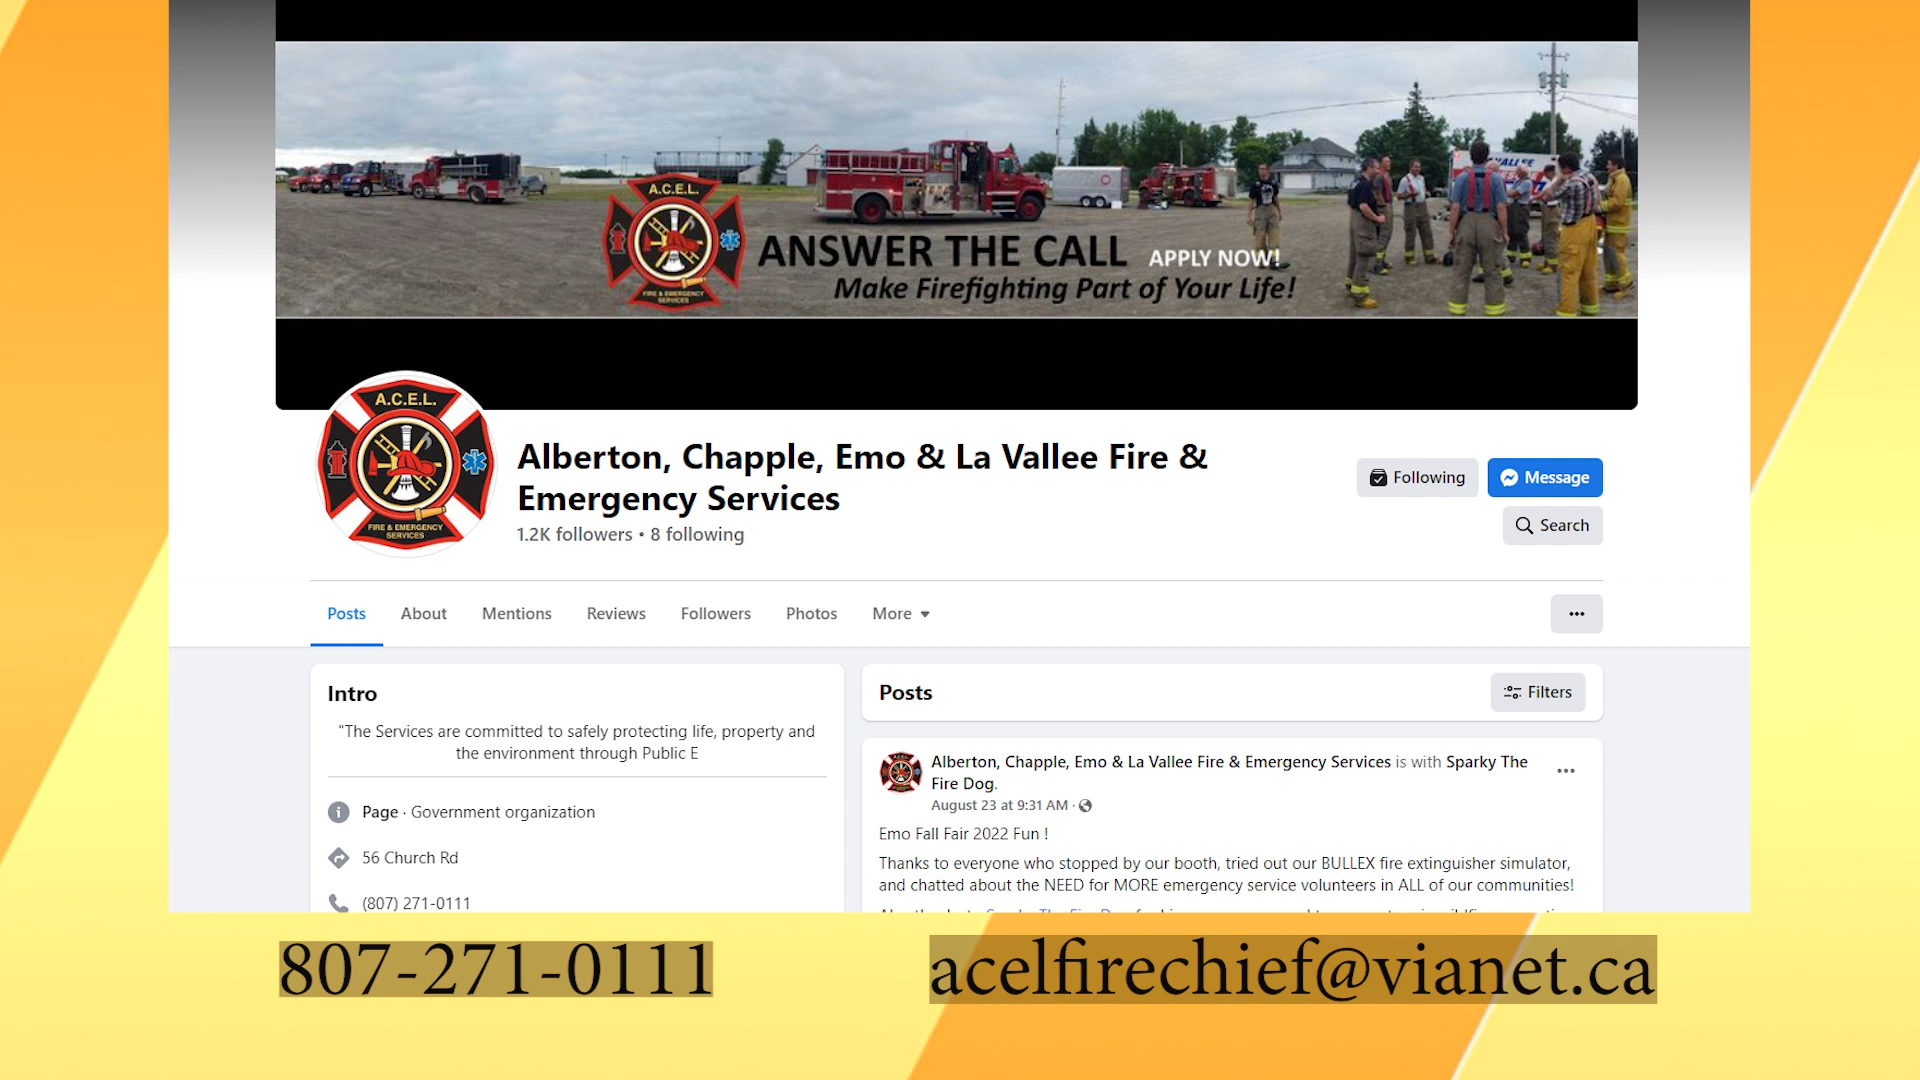 VALLEE
A.C.E.L.
FIRE & EMERGENCY
SERVICES
ANSWER THE CALL APPLY NOW!
Make Firefighting Part of Your Life!
A.C.E.L.
FIRE & EMERGENCY
SERVICES
Alberton, Chapple, Emo & La Vallee Fire &
Emergency Services
1.2K followers • 8 following
Following
Message
Search
Posts About Mentions Reviews Followers Photos More
Intro
"The Services are committed to safely protecting life, property and
the environment through Public E
Page · Government organization
56 Church Rd
(807) 271-0111
Posts
Filters
Alberton, Chapple, Emo & La Vallee Fire & Emergency Services is with Sparky The
Fire Dog.
August 23 at 9:31 AM ·
Emo Fall Fair 2022 Fun !
Thanks to everyone who stopped by our booth, tried out our BULLEX fire extinguisher simulator,
and chatted about the NEED for MORE emergency service volunteers in ALL of our communities!
807-271-0111
acelfirechief@vianet.ca